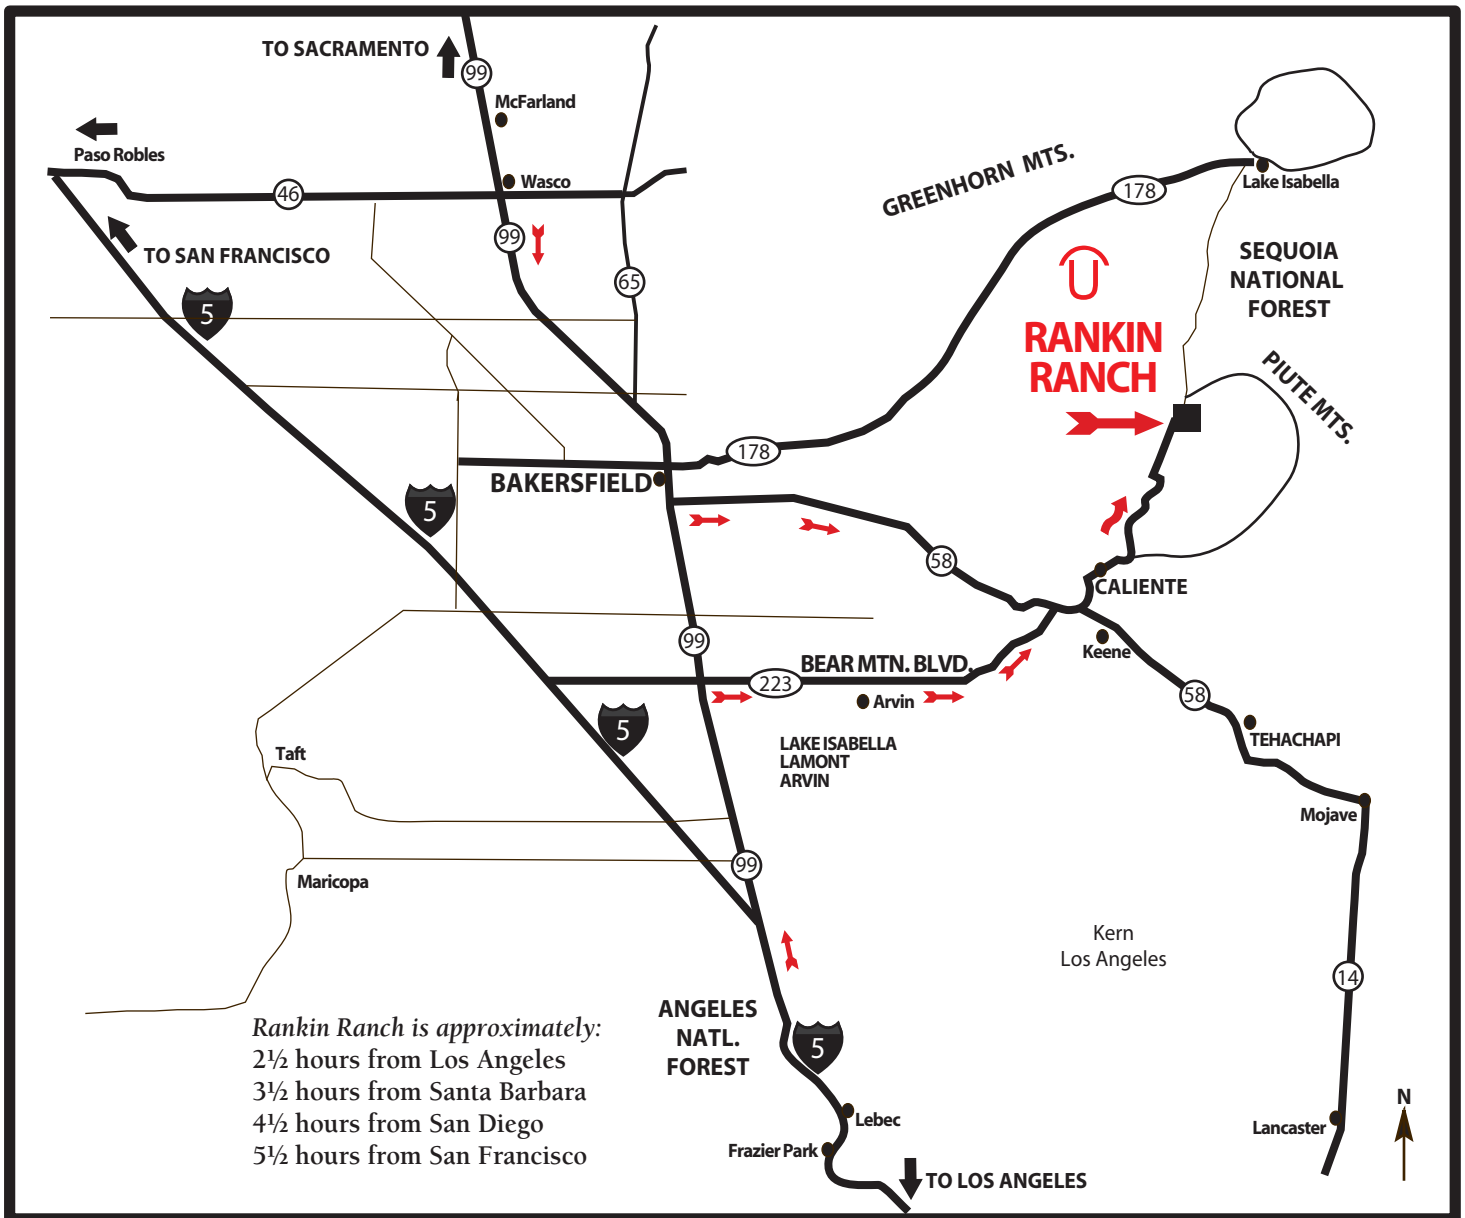 TO SACRAMENTO
99
McFarland
Paso Robles
Wasco
46
99
TO SAN FRANCISCO
5
65
GREENHORN MTS.
178
Lake Isabella
SEQUOIA
NATIONAL
FOREST
U
RANKIN
RANCH
PIUTE MTS.
178
BAKERSFIELD
5
58
CALIENTE
99
Keene
BEAR MTN. BLVD.
223
Arvin
58
5
TEHACHAPI
LAKE ISABELLA
LAMONT
ARVIN
Taft
Mojave
99
Maricopa
Kern
Los Angeles
14
ANGELES
NATL.
FOREST
5
Rankin Ranch is approximately:
2½ hours from Los Angeles
3½ hours from Santa Barbara
4½ hours from San Diego
5½ hours from San Francisco
Lebec
Frazier Park
TO LOS ANGELES
Lancaster
N